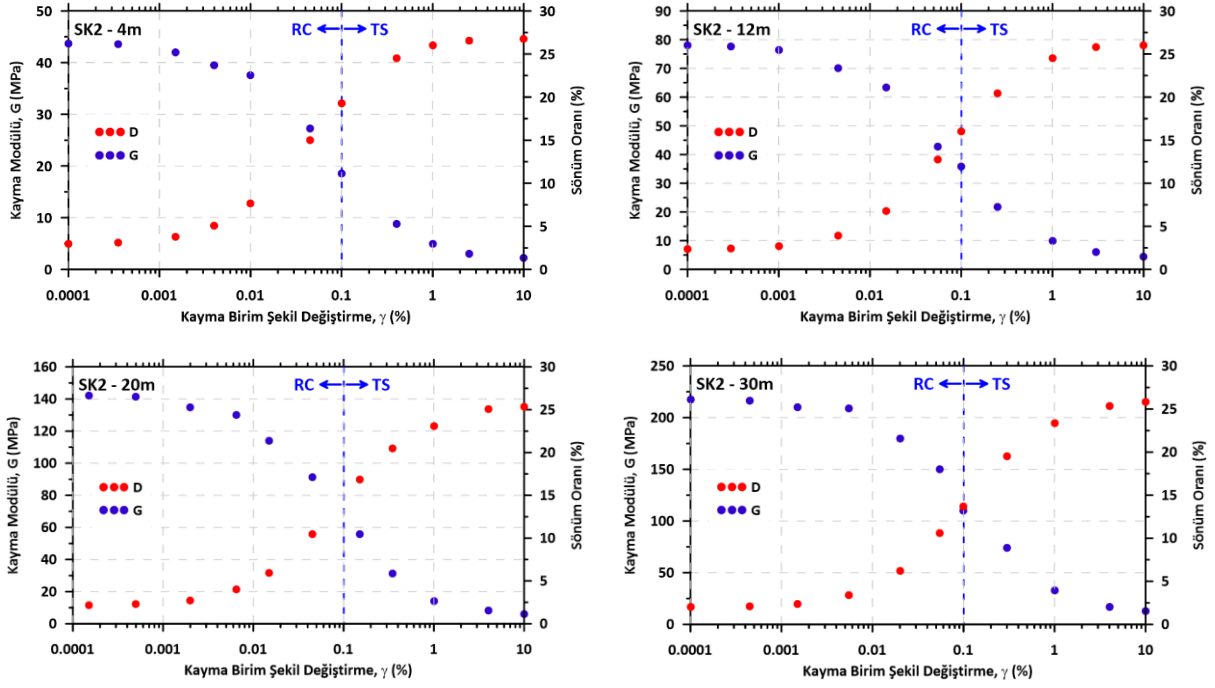 SK2 - 4m
RC TS
D
G
50
40
30
20
10
0
30
25
20
15
10
5
0
0.0001 0.001 0.01 0.1 1 10
Kayma Modülü, G (MPa)
Sönüm Oranı (%)
Kayma Birim Şekil Değiştirme, γ (%)
SK2 - 12m
RC TS
D
G
90
80
70
60
50
40
30
20
10
0
30
25
20
15
10
5
0
0.0001 0.001 0.01 0.1 1 10
Kayma Modülü, G (MPa)
Sönüm Oranı (%)
Kayma Birim Şekil Değiştirme, γ (%)
SK2 - 20m
RC TS
D
G
160
140
120
100
80
60
40
20
0
30
25
20
15
10
5
0
0.0001 0.001 0.01 0.1 1 10
Kayma Modülü, G (MPa)
Sönüm Oranı (%)
Kayma Birim Şekil Değiştirme, γ (%)
SK2 - 30m
RC TS
D
G
250
200
150
100
50
0
30
25
20
15
10
5
0
0.0001 0.001 0.01 0.1 1 10
Kayma Modülü, G (MPa)
Sönüm Oranı (%)
Kayma Birim Şekil Değiştirme, γ (%)